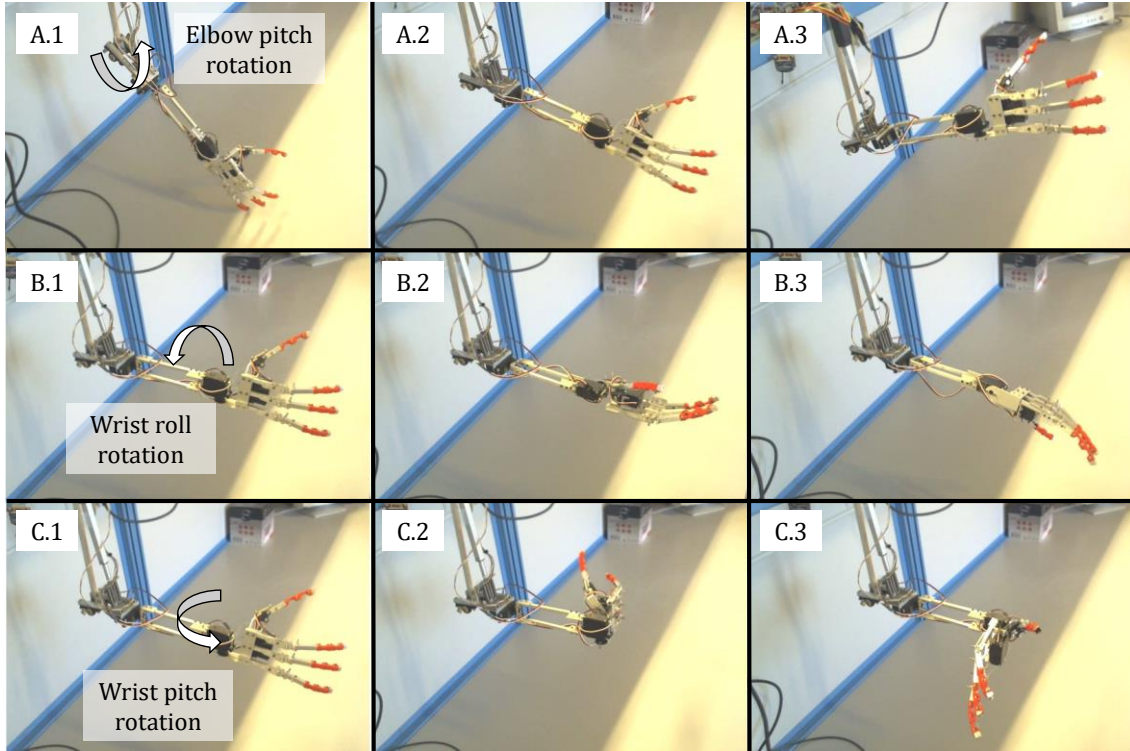 A.1
Elbow pitch
rotation
A.2
A.3
B.1
Wrist roll
rotation
B.2
B.3
C.1
Wrist pitch
rotation
C.2
C.3